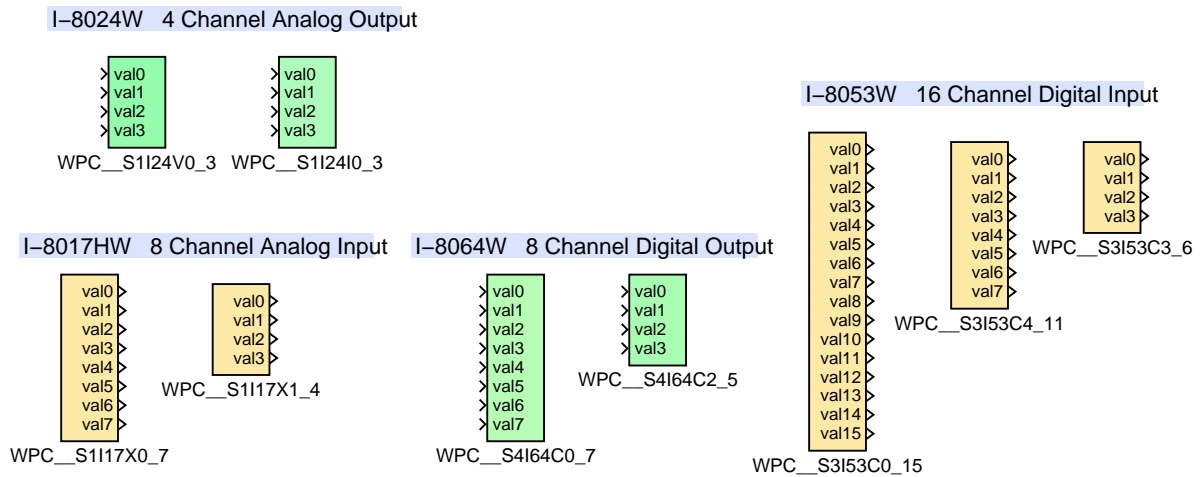 I−8024W 4 Channel Analog Output
val0
val1
val2
val3
WPC__S1I24V0_3
val0
val1
val2
val3
WPC__S1I24I0_3
I−8053W 16 Channel Digital Input
val0
val1
val2
val3
val4
val5
val6
val7
val8
val9
val10
val11
val12
val13
val14
val15
WPC__S3I53C0_15
val0
val1
val2
val3
val4
val5
val6
val7
WPC__S3I53C4_11
val0
val1
val2
val3
WPC__S3I53C3_6
I−8017HW 8 Channel Analog Input
val0
val1
val2
val3
val4
val5
val6
val7
WPC__S1I17X0_7
val0
val1
val2
val3
WPC__S1I17X1_4
I−8064W 8 Channel Digital Output
val0
val1
val2
val3
val4
val5
val6
val7
WPC__S4I64C0_7
val0
val1
val2
val3
WPC__S4I64C2_5